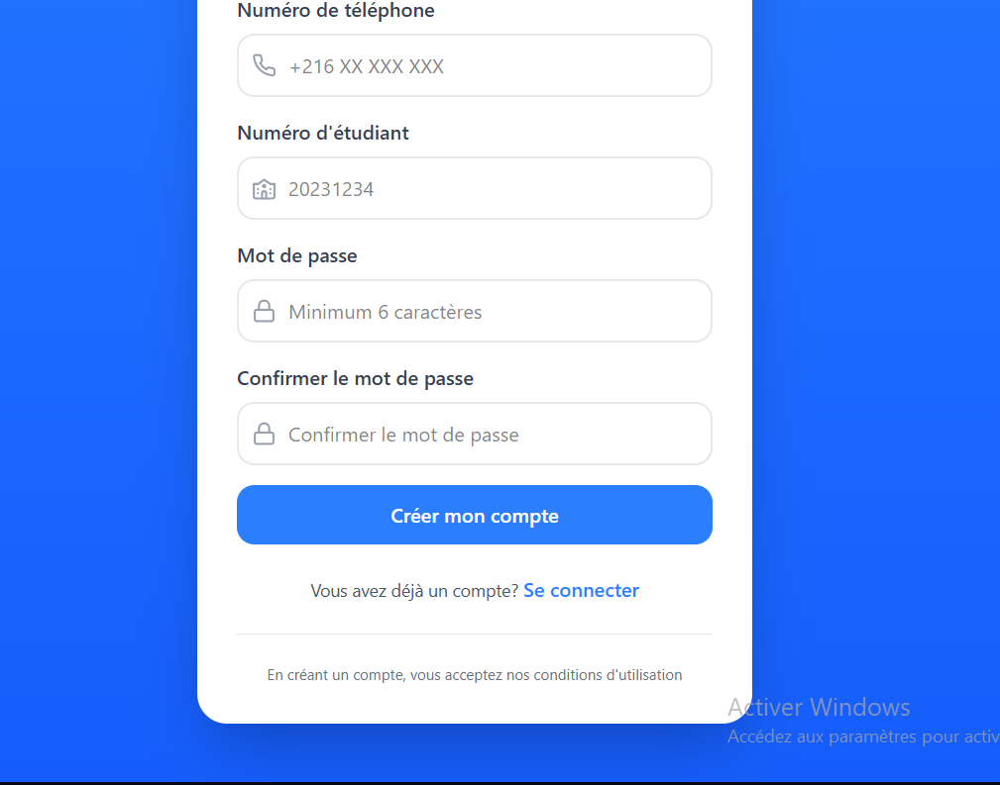 Numéro de téléphone
+216 XX XXX XXX
Numéro d'étudiant
20231234
Mot de passe
Minimum 6 caractères
Confirmer le mot de passe
Confirmer le mot de passe
Créer mon compte
Vous avez déjà un compte? Se connecter
En créant un compte, vous acceptez nos conditions d'utilisation
Activer Windows
Accédez aux paramètres pour activ